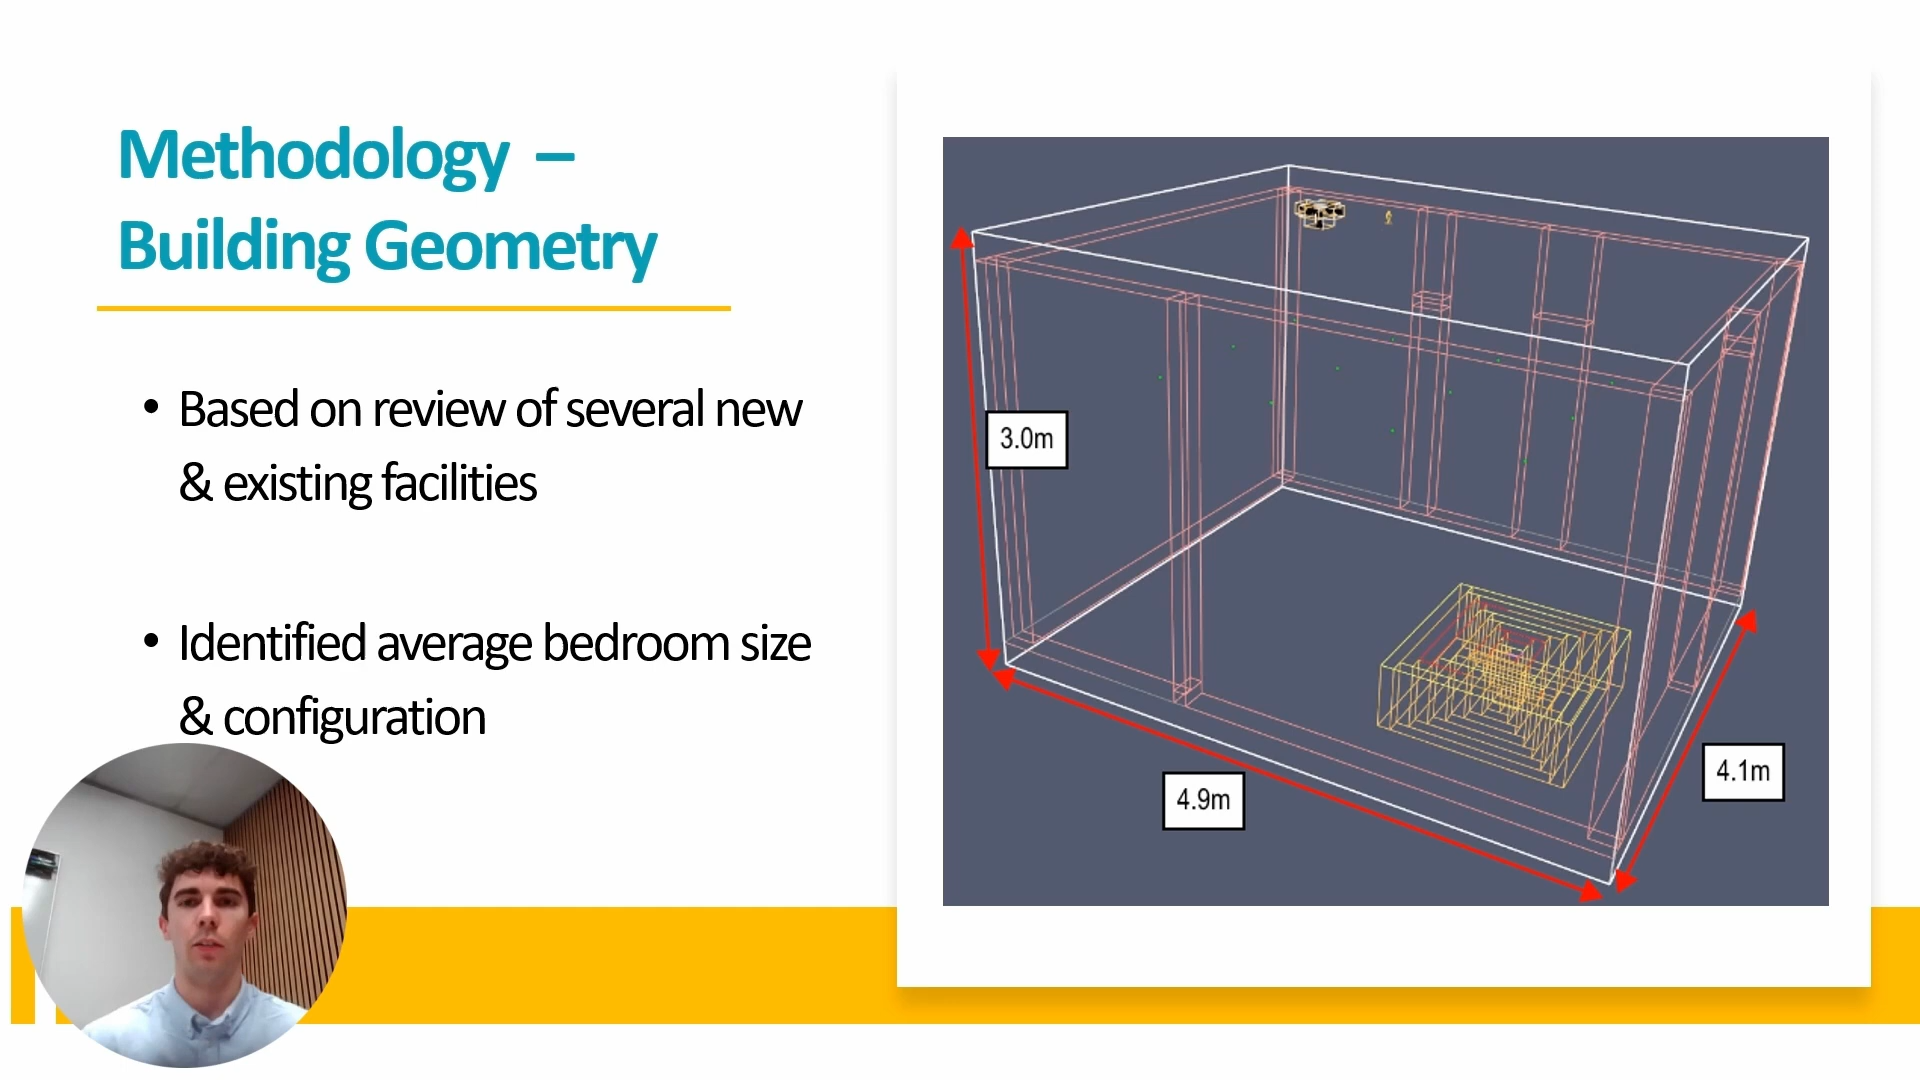 Methodology –
Building Geometry
• Based on review of several new
& existing facilities
• Identified average bedroom size
& configuration
3.0m
4.9m
4.1m